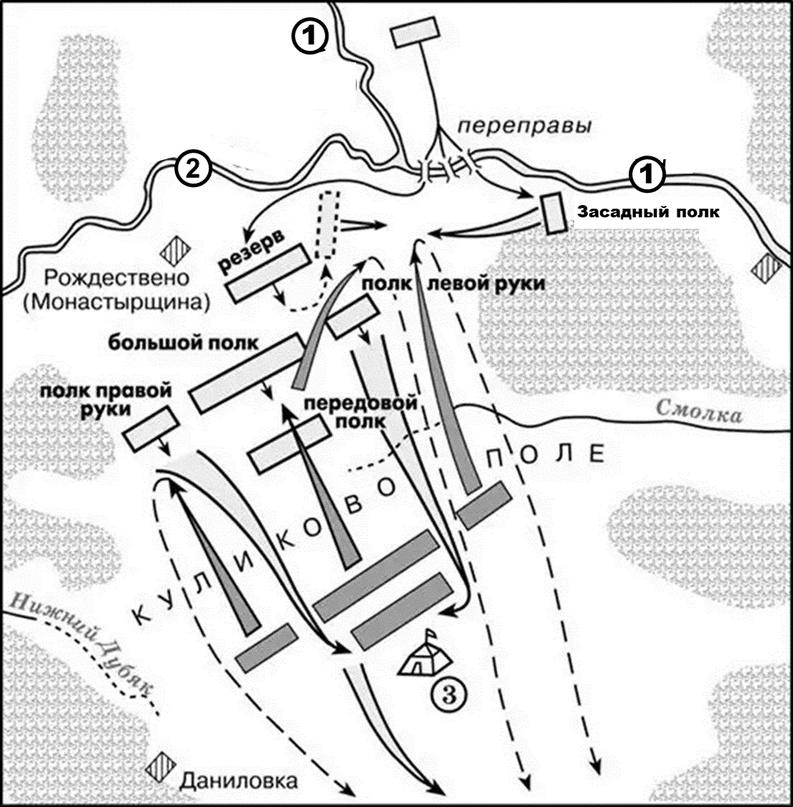 1
переправы
2
1
Засадный полк
резерв
Рождествено
(Монастырщина)
полк левой руки
большой полк
полк правой
руки
передовой
полк
Смолка
КУЛИКОВО ПОЛЕ
Нижний Дубяк
3
Даниловка